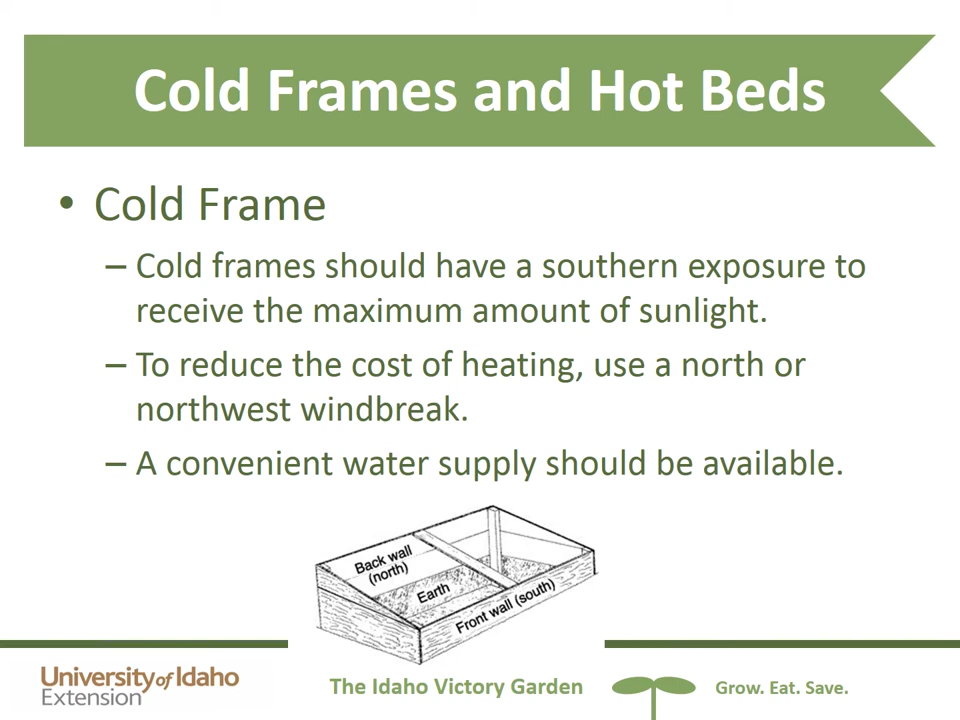 Cold Frames and Hot Beds
• Cold Frame
– Cold frames should have a southern exposure to
receive the maximum amount of sunlight.
– To reduce the cost of heating, use a north or
northwest windbreak.
– A convenient water supply should be available.
Back wall
(north)
Earth
Front wall (south)
University of Idaho
Extension
The Idaho Victory Garden
Grow. Eat. Save.